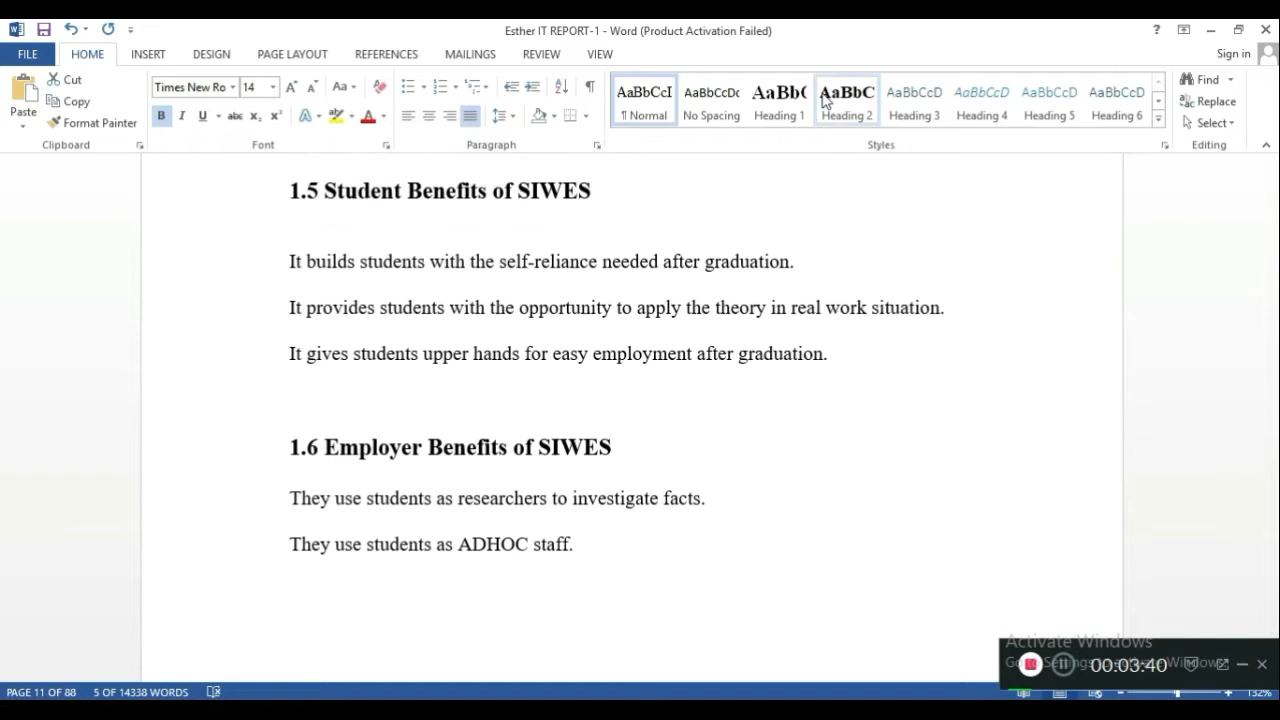 Esther IT REPORT-1 - Word (Product Activation Failed)
FILE HOME INSERT DESIGN PAGE LAYOUT REFERENCES MAILINGS REVIEW VIEW Sign in
Paste
Cut
Copy
Format Painter
Clipboard
Times New Ro 14
Font
Paragraph
AaBbCcI AaBbCcDc AaBb( AaBbC AaBbCcD AaBbCcD AaBbCcD AaBbCcD
¶ Normal No Spacing Heading 1 Heading 2 Heading 3 Heading 4 Heading 5 Heading 6
Styles
Find
Replace
Select
Editing
1.5 Student Benefits of SIWES
It builds students with the self-reliance needed after graduation.
It provides students with the opportunity to apply the theory in real work situation.
It gives students upper hands for easy employment after graduation.
1.6 Employer Benefits of SIWES
They use students as researchers to investigate facts.
They use students as ADHOC staff.
Activate Windows
00:03:40
PAGE 11 OF 88 5 OF 14338 WORDS 132%